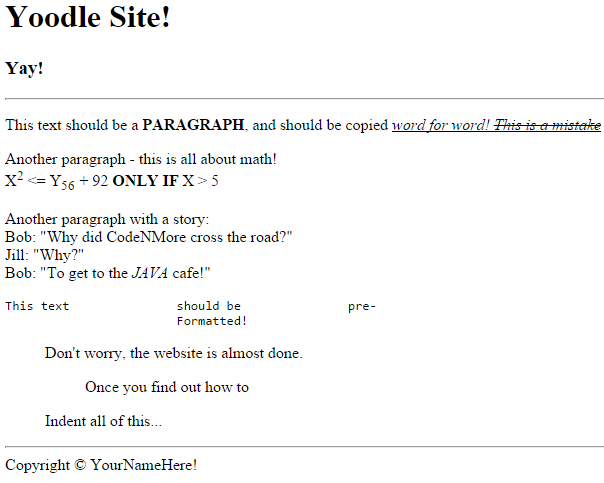 Yoodle Site!
Yay!
This text should be a PARAGRAPH, and should be copied word for word! This is a mistake
Another paragraph - this is all about math!
X2 <= Y56 + 92 ONLY IF X > 5
Another paragraph with a story:
Bob: "Why did CodeNMore cross the road?"
Jill: "Why?"
Bob: "To get to the JAVA cafe!"
This text               should be               pre-
                        Formatted!
Don't worry, the website is almost done.
Once you find out how to
Indent all of this...
Copyright © YourNameHere!